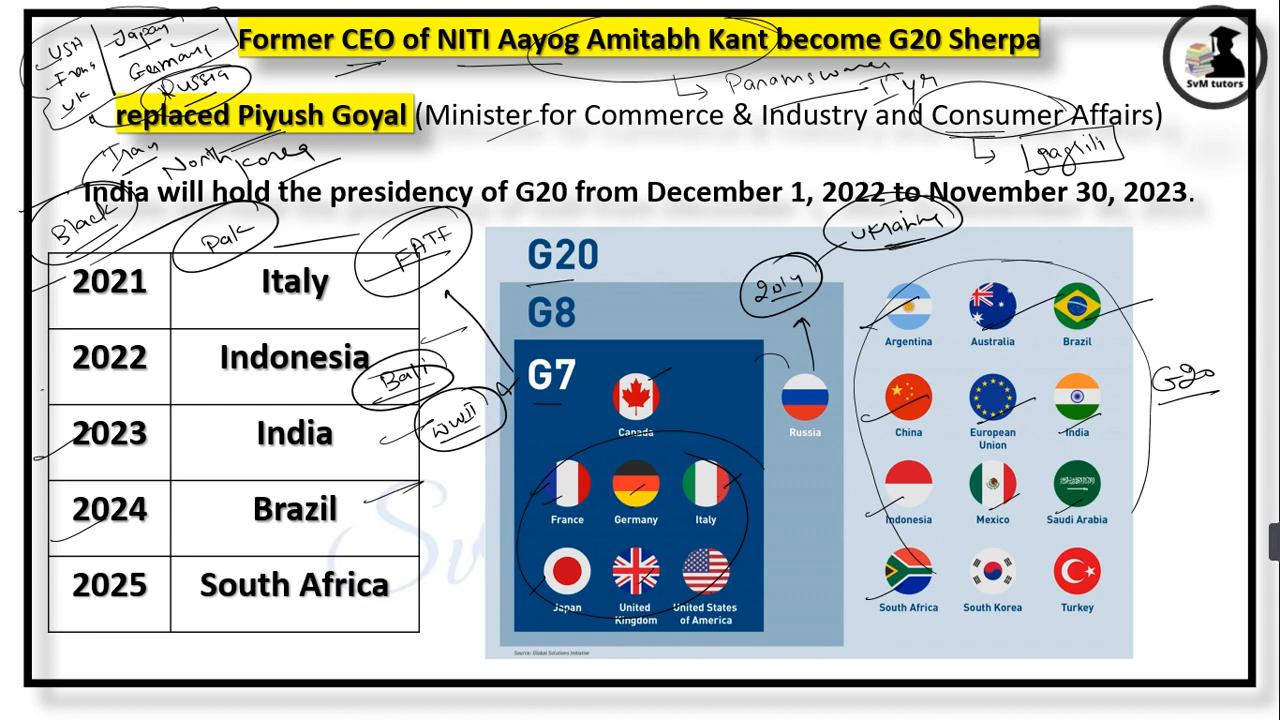 Former CEO of NITI Aayog Amitabh Kant become G20 Sherpa
replaced Piyush Goyal (Minister for Commerce & Industry and Consumer Affairs)
India will hold the presidency of G20 from December 1, 2022 to November 30, 2023.
SvM tutors
USA
UK
Japan
Germany
Russia
Iran
North Korea
Black
Pak
FATF
2021 Italy
2022 Indonesia
Bali
2023 India
WWII
2024 Brazil
2025 South Africa
G20
G8
G7
Canada
France Germany Italy
Japan United Kingdom United States of America
Russia
2014
Ukraine
Argentina Australia Brazil
China European Union India
Indonesia Mexico Saudi Arabia
South Africa South Korea Turkey
G20
Source: Global Solutions Initiative